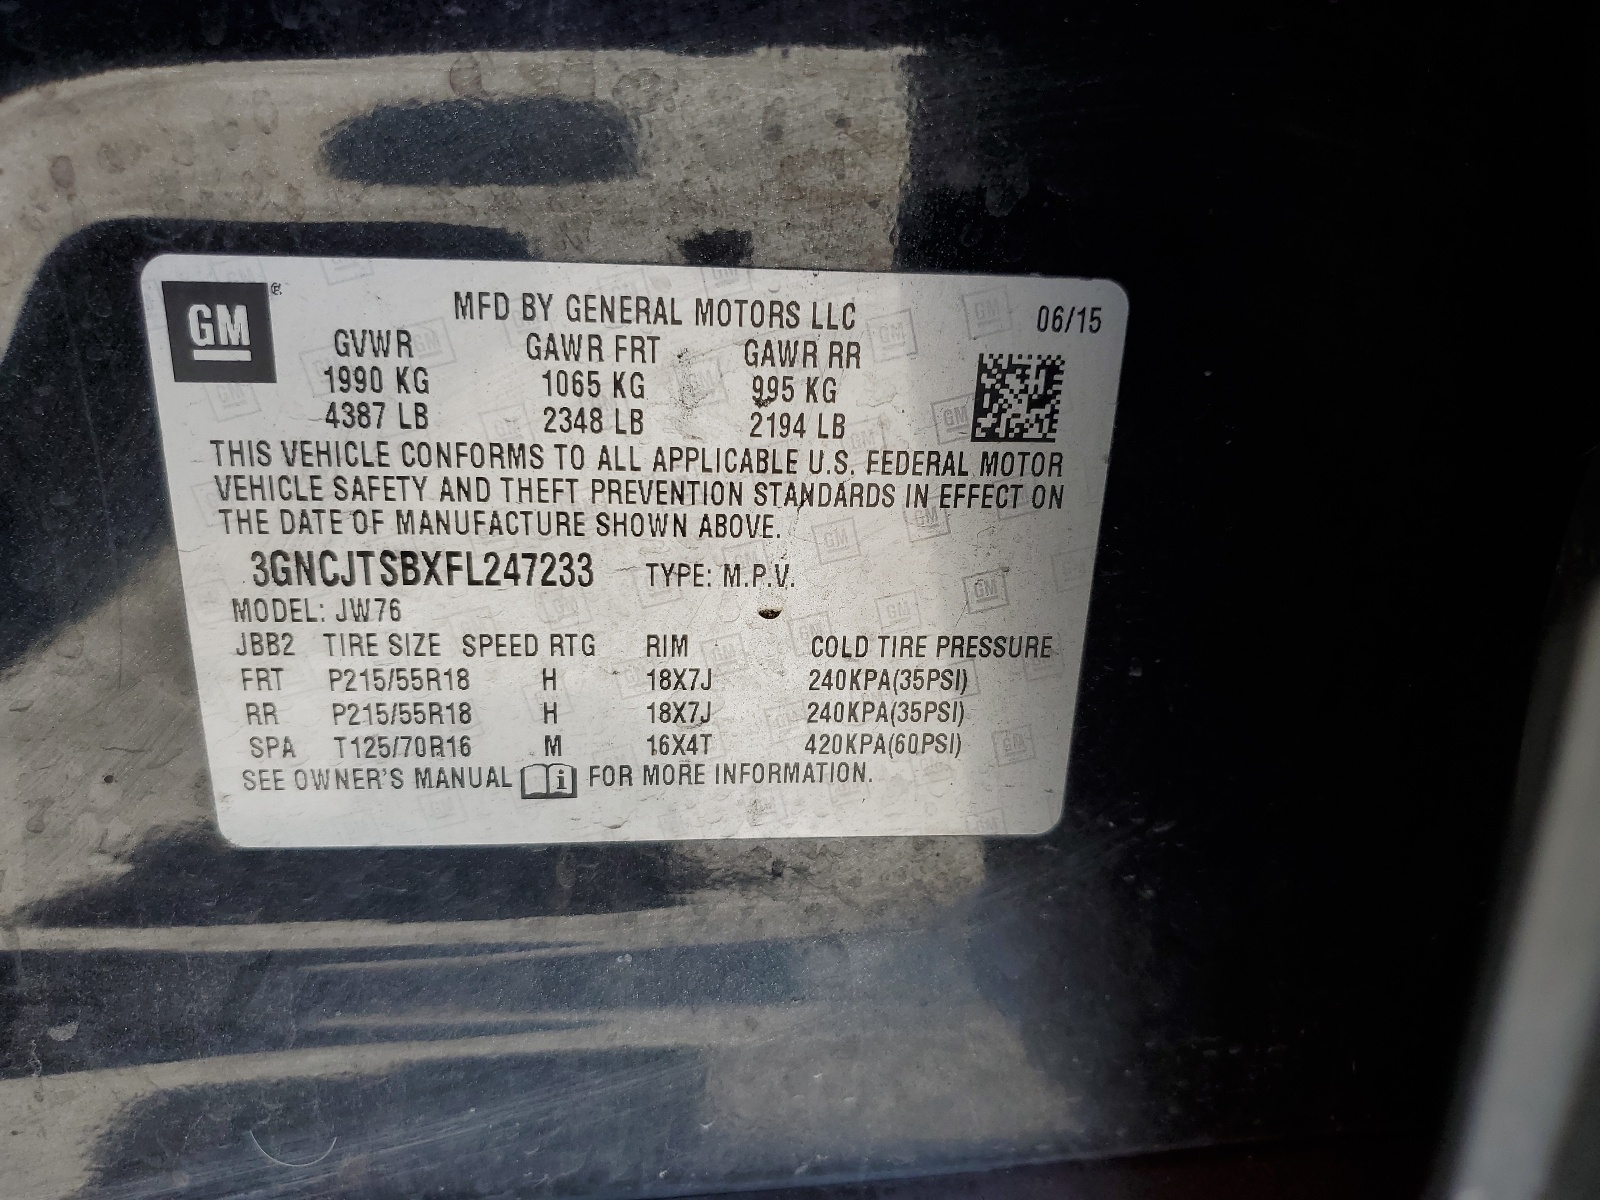 GM
MFD BY GENERAL MOTORS LLC 06/15
GVWR GAWR FRT GAWR RR
1990 KG 1065 KG 995 KG
4387 LB 2348 LB 2194 LB
THIS VEHICLE CONFORMS TO ALL APPLICABLE U.S. FEDERAL MOTOR
VEHICLE SAFETY AND THEFT PREVENTION STANDARDS IN EFFECT ON
THE DATE OF MANUFACTURE SHOWN ABOVE.
3GNCJTSBXFL247233 TYPE: M.P.V.
MODEL: JW76
JBB2 TIRE SIZE SPEED RTG RIM COLD TIRE PRESSURE
FRT P215/55R18 H 18X7J 240KPA(35PSI)
RR P215/55R18 H 18X7J 240KPA(35PSI)
SPA T125/70R16 M 16X4T 420KPA(60PSI)
SEE OWNER'S MANUAL i FOR MORE INFORMATION.